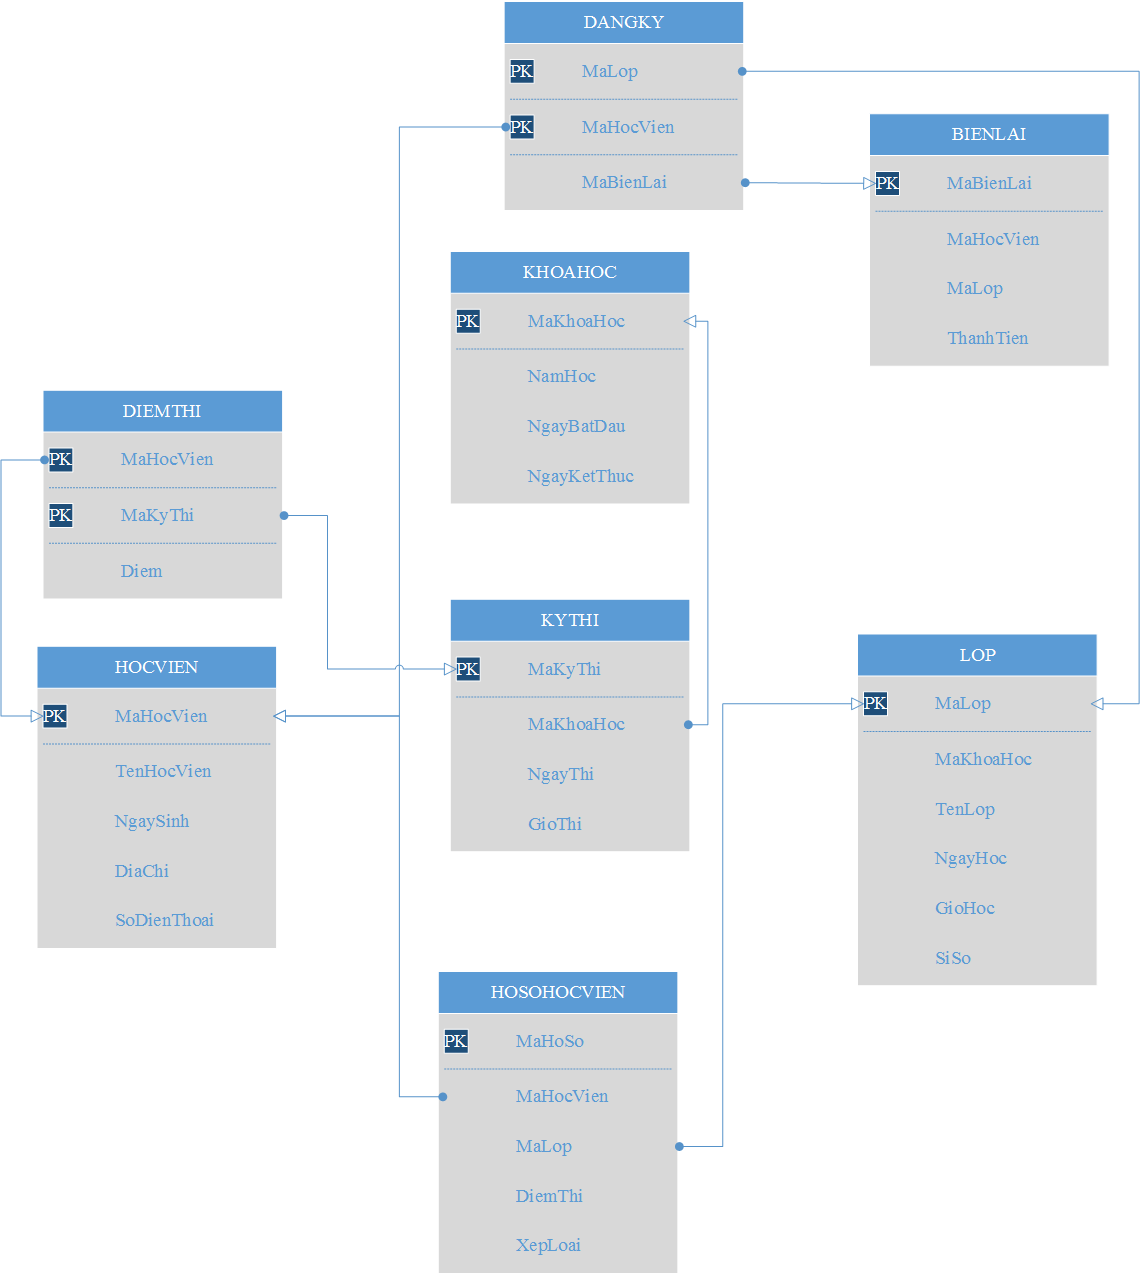 DANGKY
PK MaLop
PK MaHocVien
MaBienLai
BIENLAI
PK MaBienLai
MaHocVien
MaLop
ThanhTien
KHOAHOC
PK MaKhoaHoc
NamHoc
NgayBatDau
NgayKetThuc
DIEMTHI
PK MaHocVien
PK MaKyThi
Diem
KYTHI
PK MaKyThi
MaKhoaHoc
NgayThi
GioThi
HOCVIEN
PK MaHocVien
TenHocVien
NgaySinh
DiaChi
SoDienThoai
LOP
PK MaLop
MaKhoaHoc
TenLop
NgayHoc
GioHoc
SiSo
HOSOHOCVIEN
PK MaHoSo
MaHocVien
MaLop
DiemThi
XepLoai